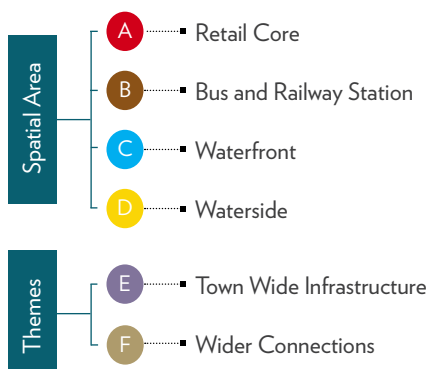 Spatial Area
A Retail Core
B Bus and Railway Station
C Waterfront
D Waterside
Themes
E Town Wide Infrastructure
F Wider Connections